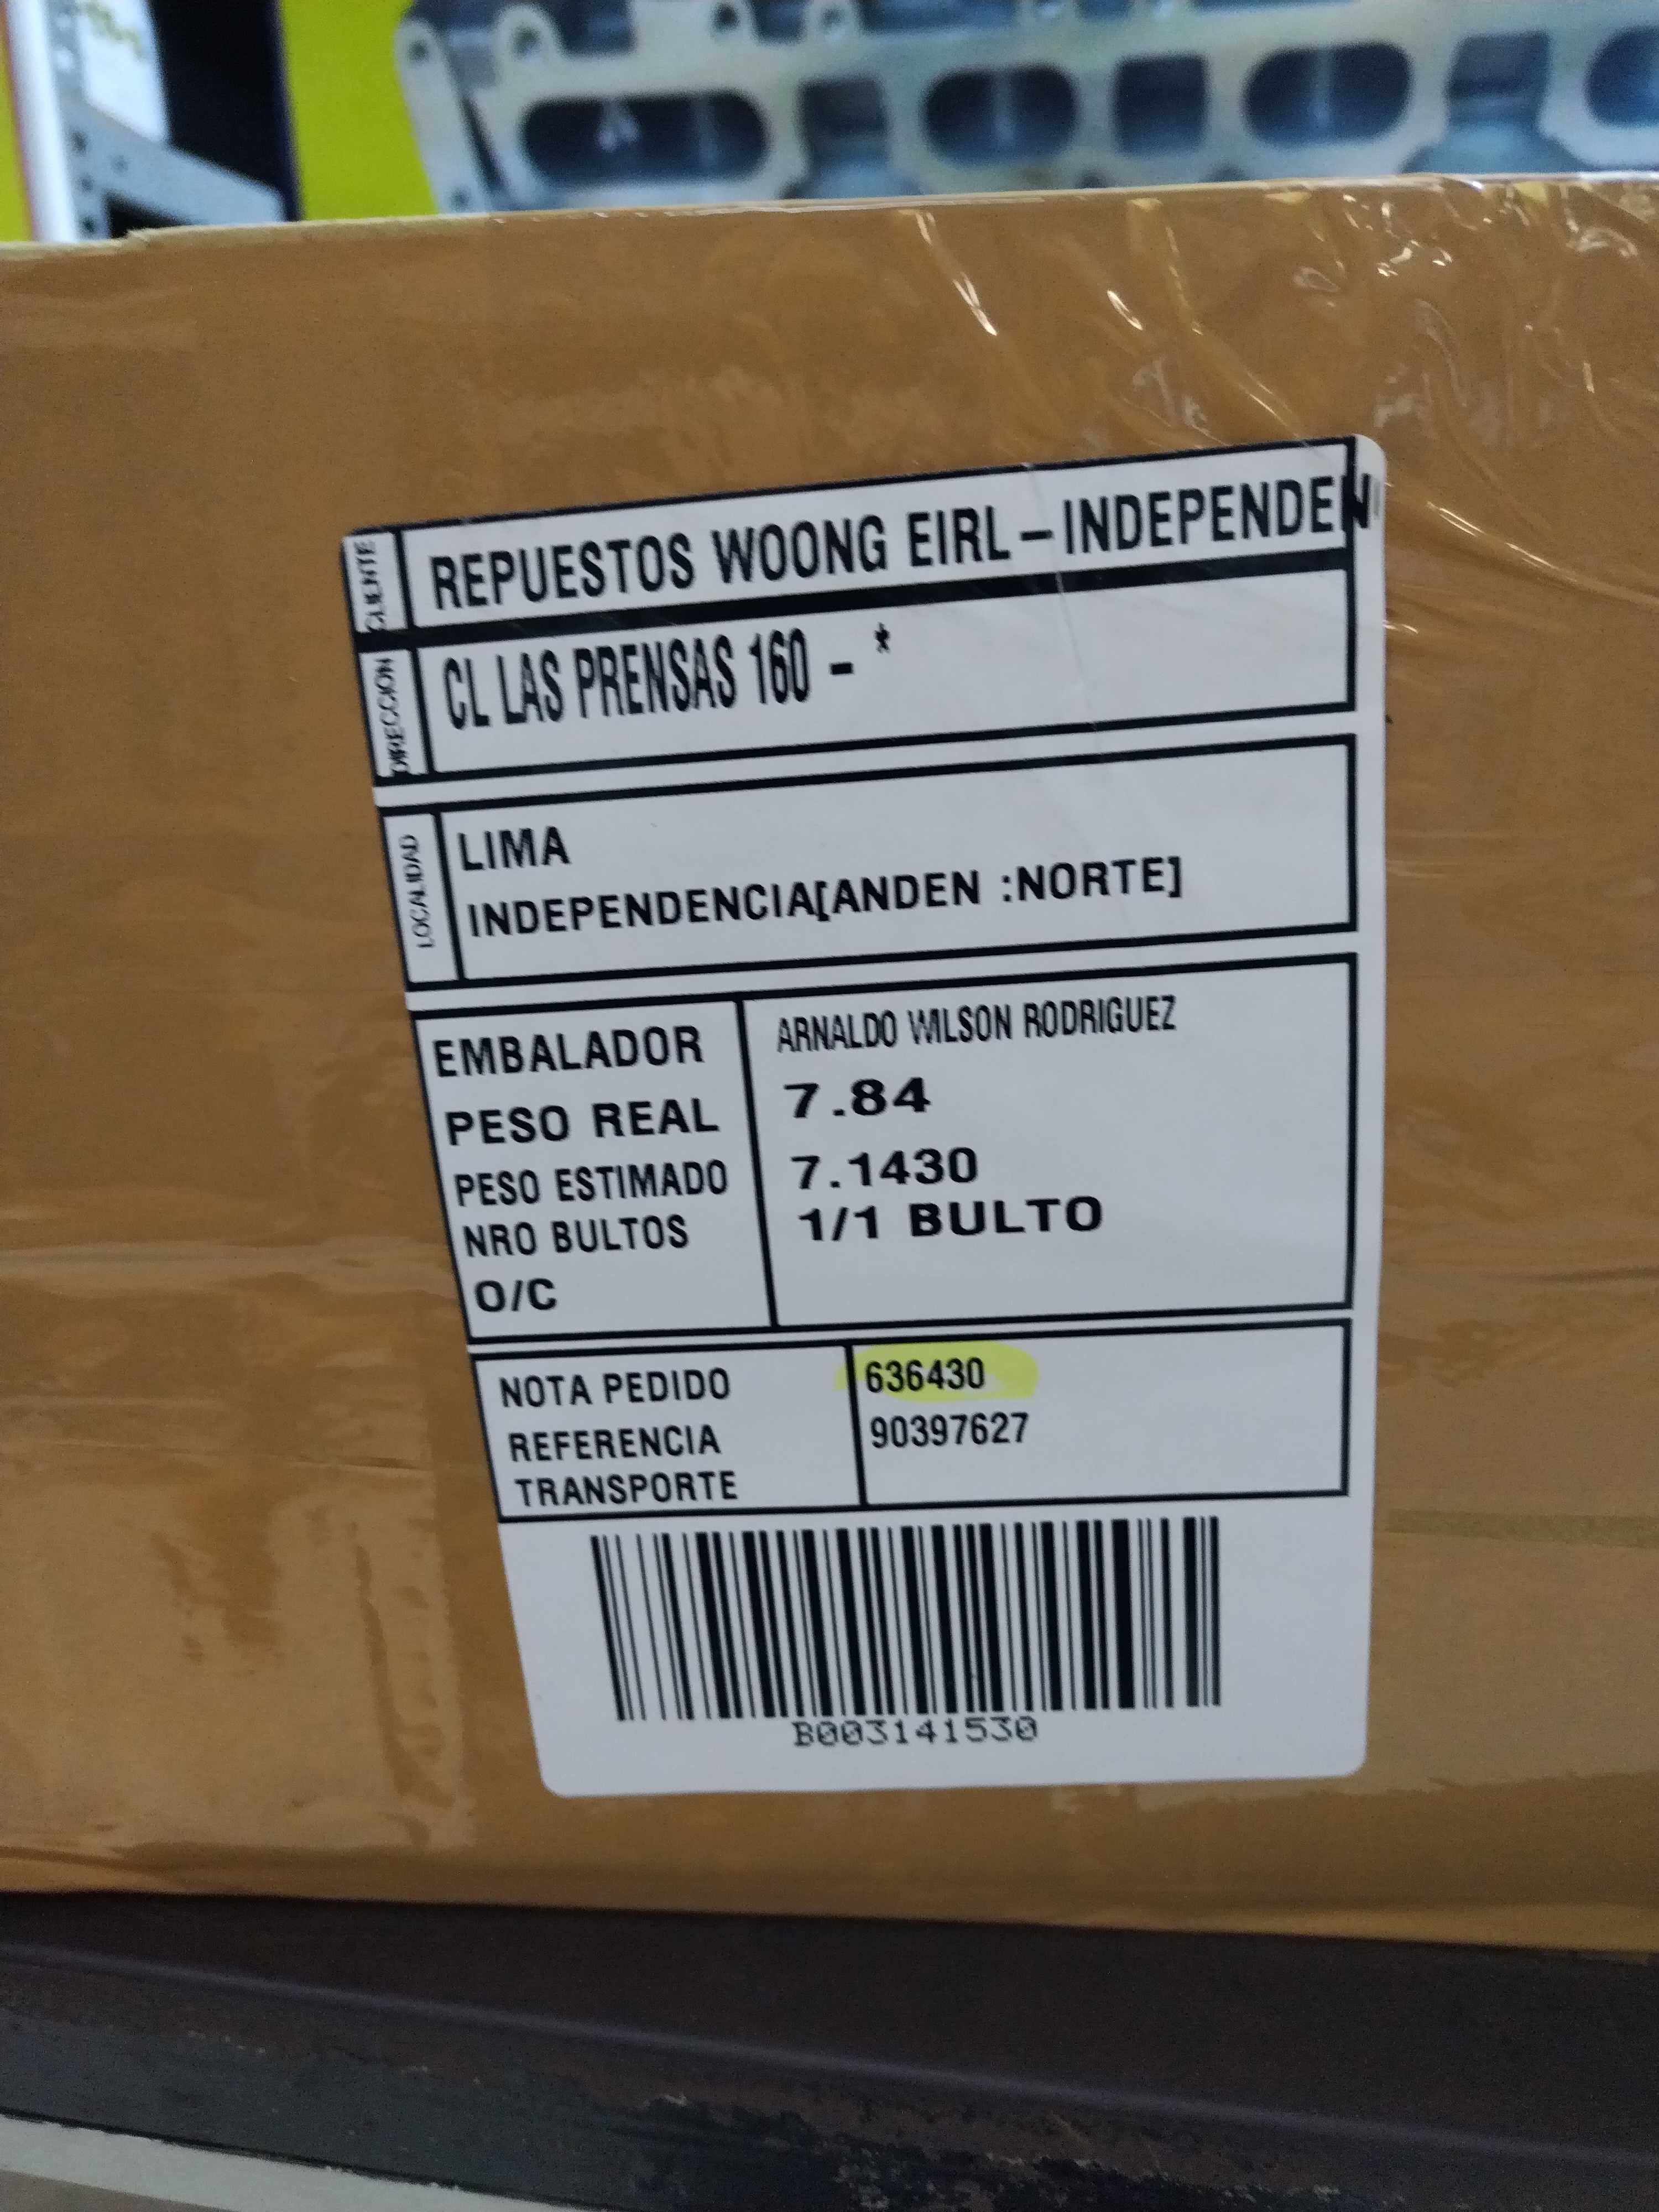 CLIENTE
REPUESTOS WOONG EIRL – INDEPENDEN
DIRECCION
CL LAS PRENSAS 160 – *
LOCALIDAD
LIMA
INDEPENDENCIA[ANDEN :NORTE]
EMBALADOR ARNALDO WILSON RODRIGUEZ
PESO REAL 7.84
PESO ESTIMADO 7.1430
NRO BULTOS 1/1 BULTO
O/C
NOTA PEDIDO 636430
REFERENCIA 90397627
TRANSPORTE
B003141530